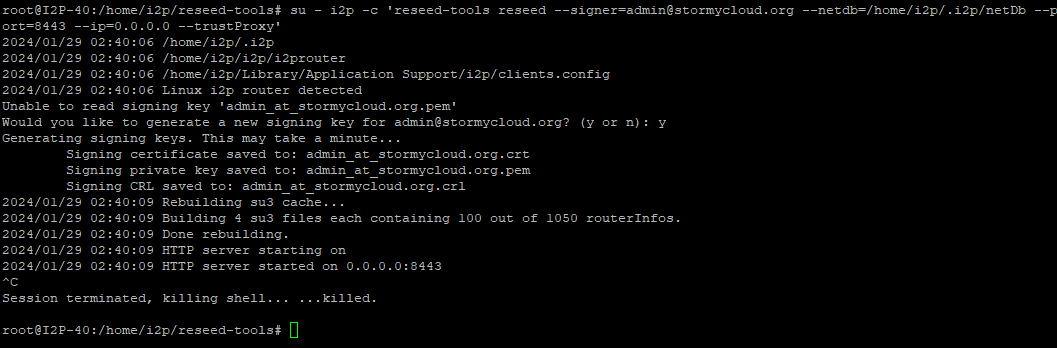 root@I2P-40:/home/i2p/reseed-tools# su - i2p -c 'reseed-tools reseed --signer=admin@stormycloud.org --netdb=/home/i2p/.i2p/netDb --p
ort=8443 --ip=0.0.0.0 --trustProxy'
2024/01/29 02:40:06 /home/i2p/.i2p
2024/01/29 02:40:06 /home/i2p/i2p/i2prouter
2024/01/29 02:40:06 /home/i2p/Library/Application Support/i2p/clients.config
2024/01/29 02:40:06 Linux i2p router detected
Unable to read signing key 'admin_at_stormycloud.org.pem'
Would you like to generate a new signing key for admin@stormycloud.org? (y or n): y
Generating signing keys. This may take a minute...
        Signing certificate saved to: admin_at_stormycloud.org.crt
        Signing private key saved to: admin_at_stormycloud.org.pem
        Signing CRL saved to: admin_at_stormycloud.org.crl
2024/01/29 02:40:09 Rebuilding su3 cache...
2024/01/29 02:40:09 Building 4 su3 files each containing 100 out of 1050 routerInfos.
2024/01/29 02:40:09 Done rebuilding.
2024/01/29 02:40:09 HTTP server starting on
2024/01/29 02:40:09 HTTP server started on 0.0.0.0:8443
^C
Session terminated, killing shell... ...killed.
root@I2P-40:/home/i2p/reseed-tools#